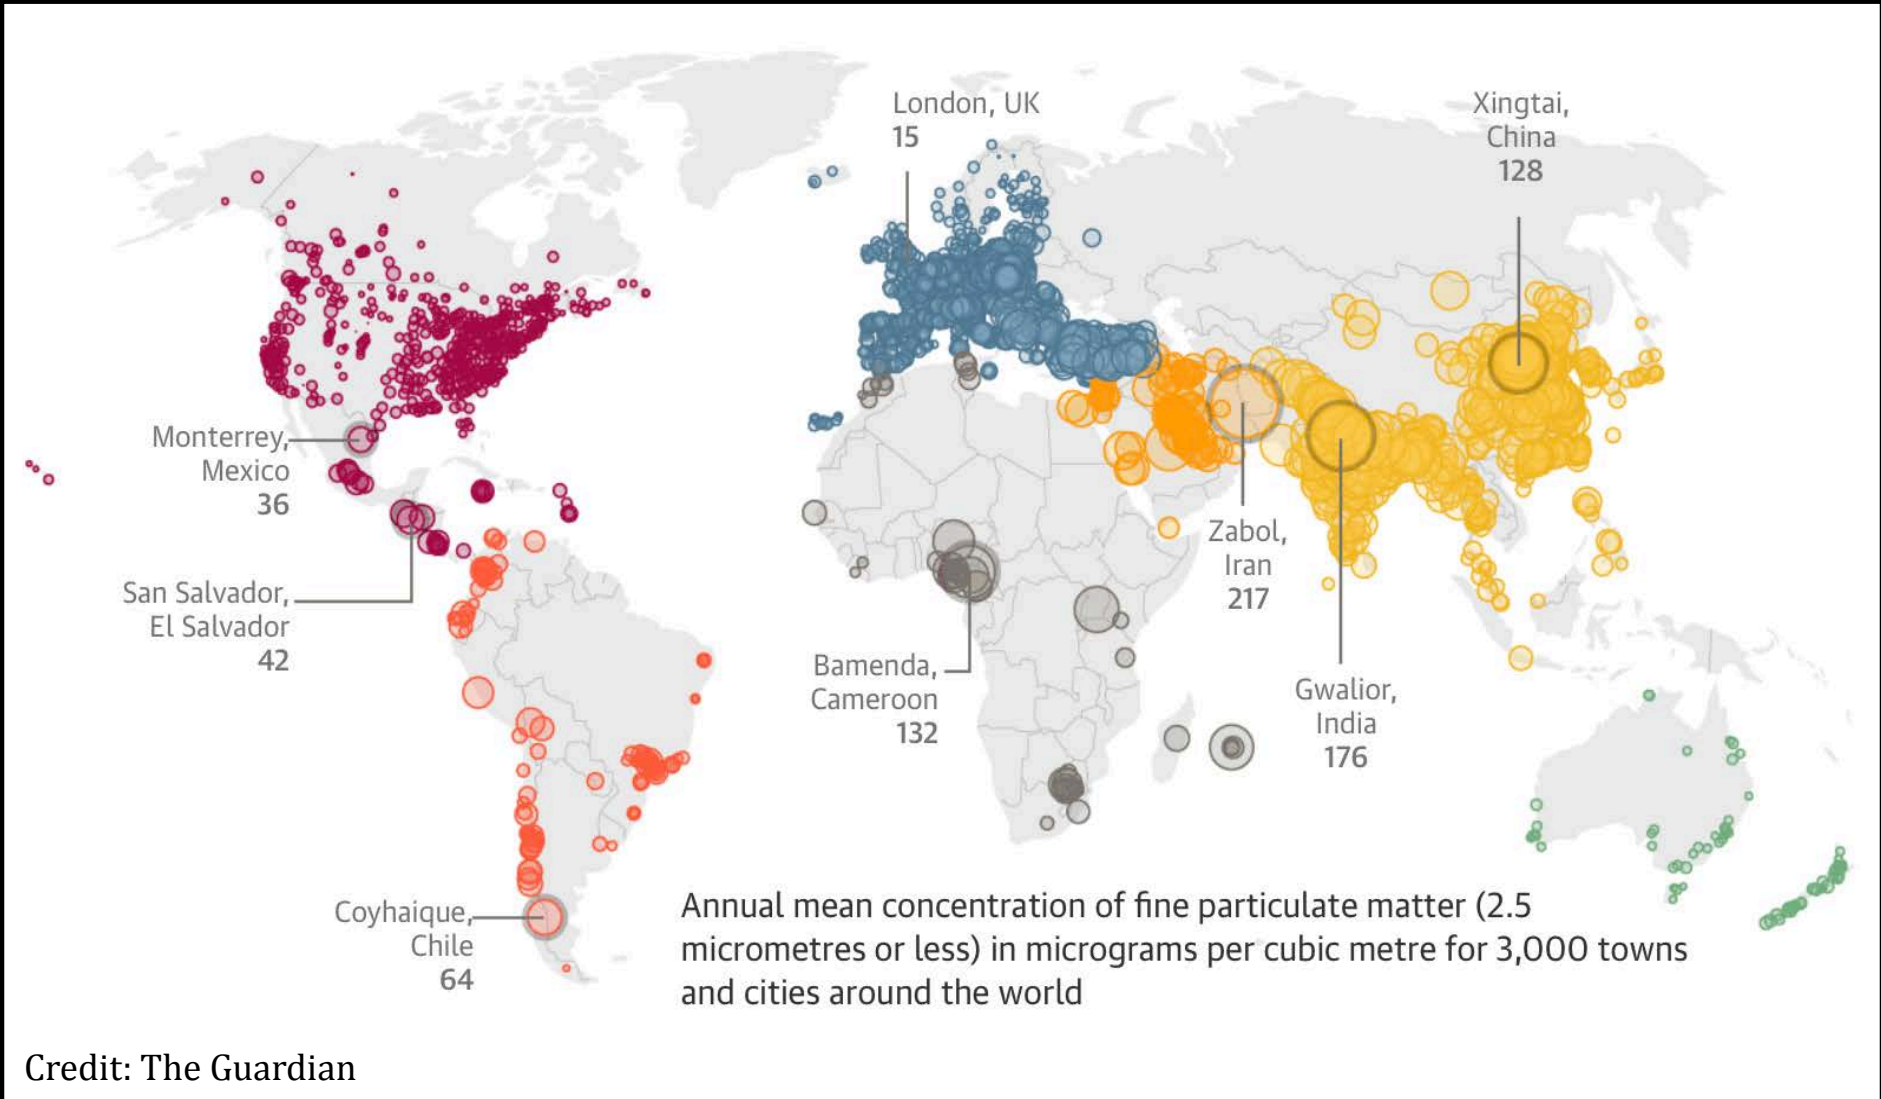 London, UK
15
Xingtai,
China
128
Monterrey,
Mexico
36
San Salvador,
El Salvador
42
Zabol,
Iran
217
Bamenda,
Cameroon
132
Gwalior,
India
176
Coyhaique,
Chile
64
Annual mean concentration of fine particulate matter (2.5
micrometres or less) in micrograms per cubic metre for 3,000 towns
and cities around the world
Credit: The Guardian